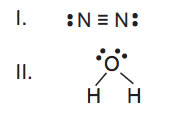 I. :N ≡ N:
II. O
H H